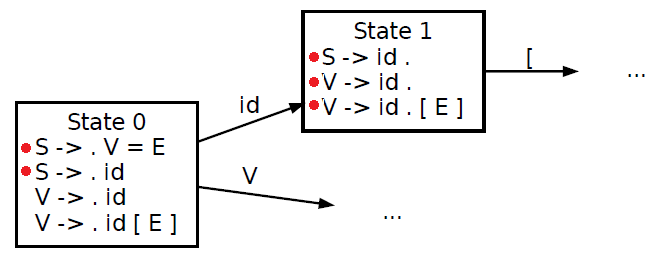 State 1
S -> id .
V -> id .
V -> id . [ E ]
[
...
id
State 0
S -> . V = E
S -> . id
V -> . id
V -> . id [ E ]
V
...